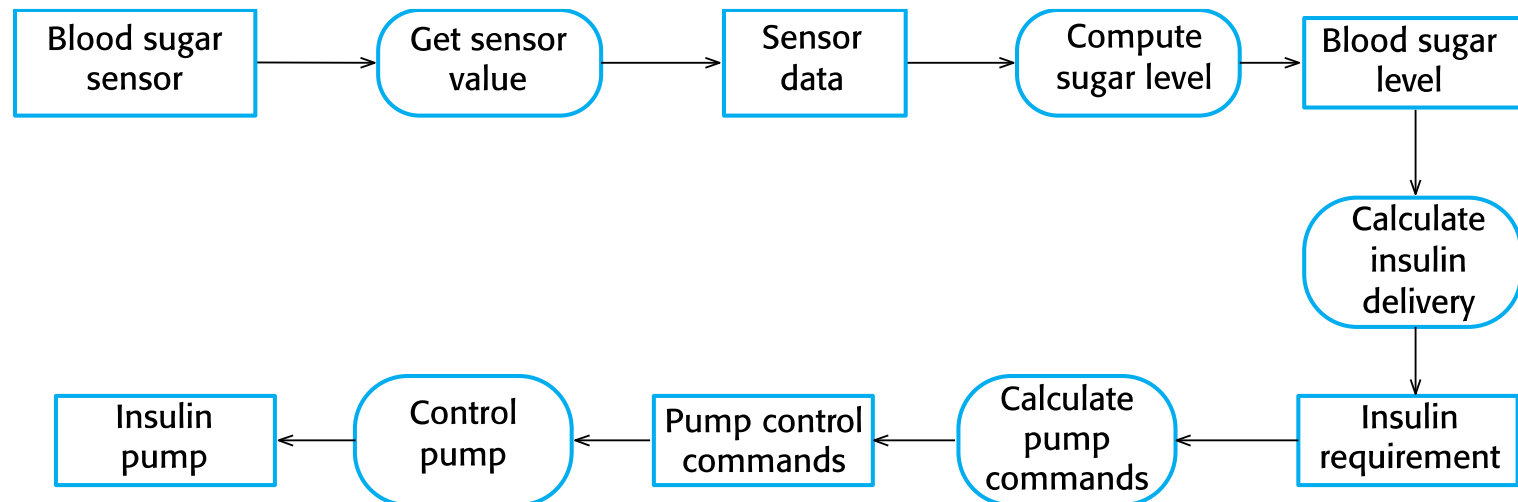 Blood sugar
sensor
Get sensor
value
Sensor
data
Compute
sugar level
Blood sugar
level
Calculate
insulin
delivery
Insulin
requirement
Calculate
pump
commands
Pump control
commands
Control
pump
Insulin
pump